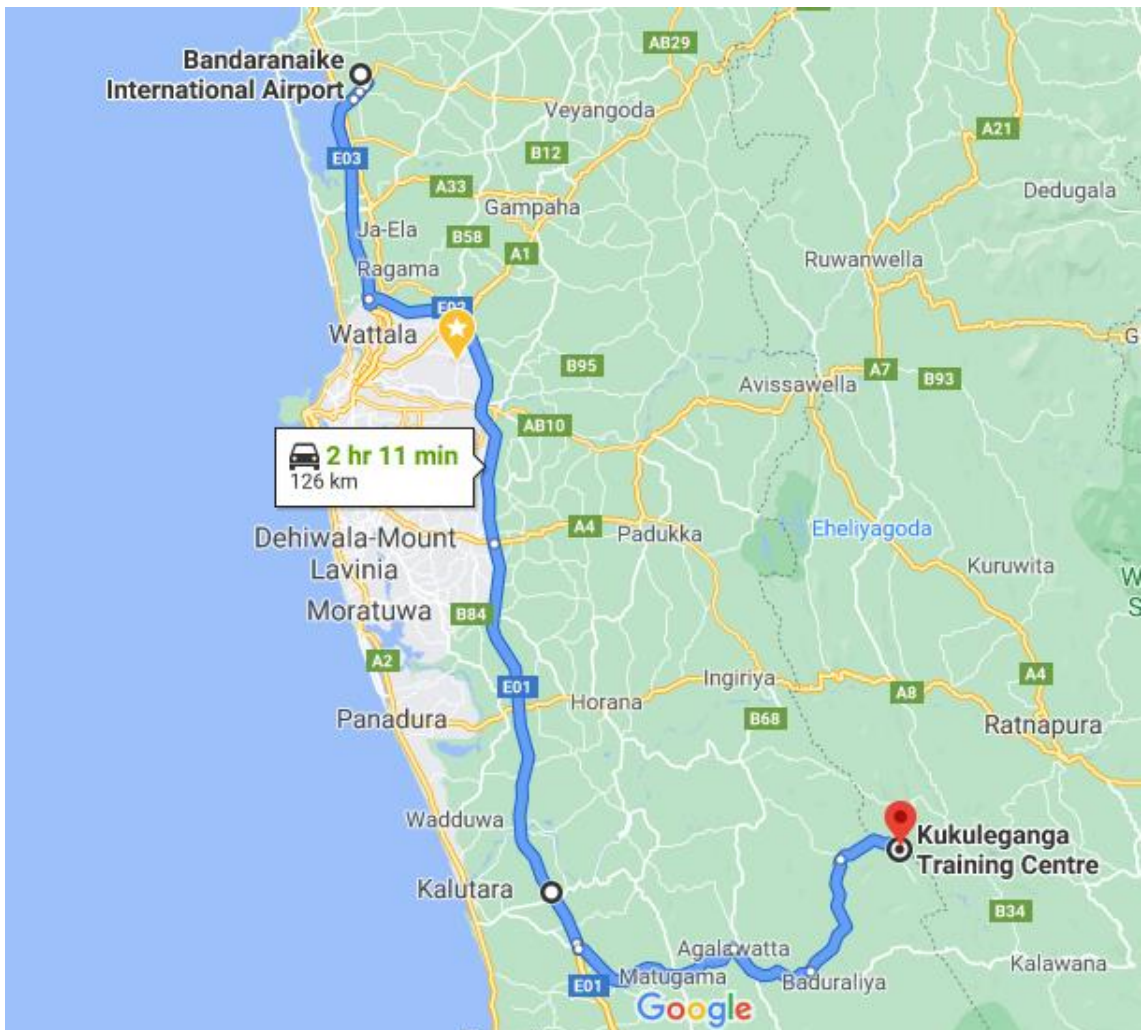 Bandaranaike
International Airport
AB29
Veyangoda
A21
E03
B12
A33
Dedugala
Gampaha
Ja-Ela
B58
A1
Ruwanwella
Ragama
E02
Wattala
G
B95
A7
B93
Avissawella
AB10
2 hr 11 min
126 km
Dehiwala-Mount
Lavinia
A4
Padukka
Eheliyagoda
Kuruwita
W
S
Moratuwa
B84
A2
E01
Ingiriya
A8
A4
Horana
Panadura
B68
Ratnapura
Wadduwa
Kukuleganga
Training Centre
Kalutara
B34
Agalawatta
Kalawana
E01
Matugama
Baduraliya
Google